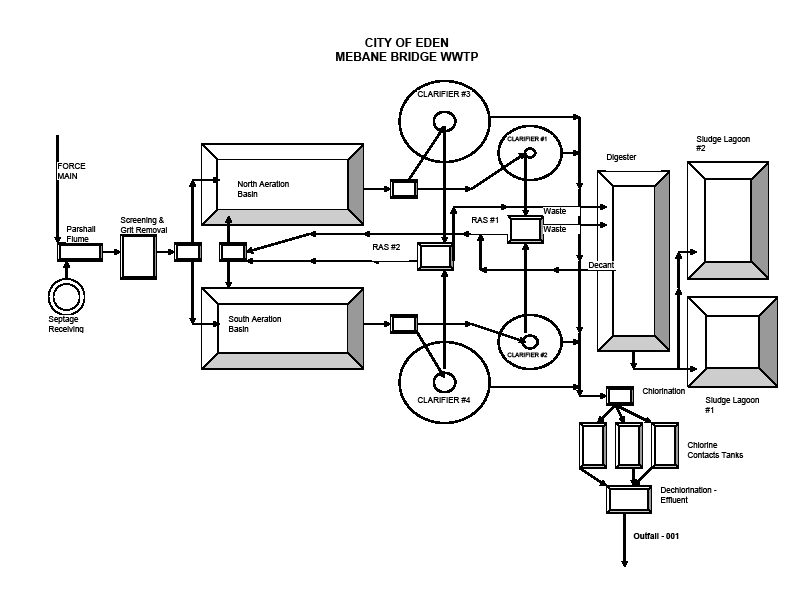 CITY OF EDEN
MEBANE BRIDGE WWTP
CLARIFIER #3
CLARIFIER #1
FORCE
MAIN
Digester
Sludge Lagoon
#2
North Aeration
Basin
Parshall
Flume
Screening &
Grit Removal
RAS #1
Waste
Waste
RAS #2
Decant
Septage
Receiving
South Aeration
Basin
CLARIFIER #2
CLARIFIER #4
Chlorination
Sludge Lagoon
#1
Chlorine
Contacts Tanks
Dechlorination -
Effluent
Outfall - 001